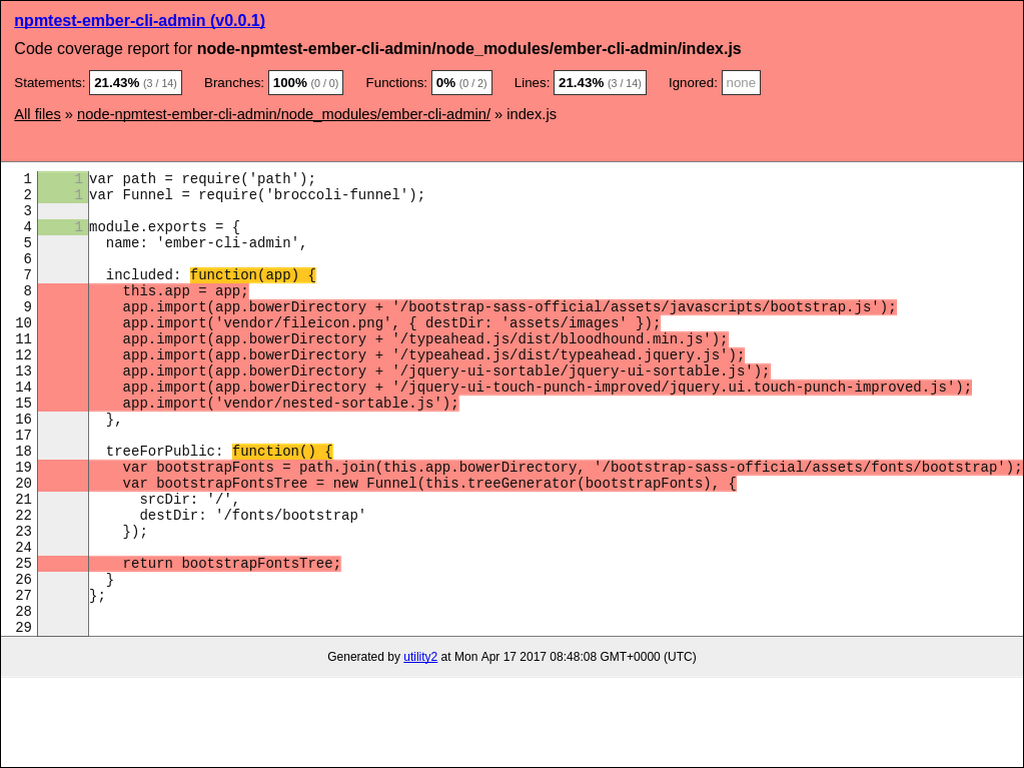 npmtest-ember-cli-admin (v0.0.1)
Code coverage report for node-npmtest-ember-cli-admin/node_modules/ember-cli-admin/index.js
Statements: 21.43% (3 / 14) Branches: 100% (0 / 0) Functions: 0% (0 / 2) Lines: 21.43% (3 / 14) Ignored: none
All files » node-npmtest-ember-cli-admin/node_modules/ember-cli-admin/ » index.js
1 1 var path = require('path');
2 1 var Funnel = require('broccoli-funnel');
3
4 1 module.exports = {
5   name: 'ember-cli-admin',
6
7   included: function(app) {
8     this.app = app;
9     app.import(app.bowerDirectory + '/bootstrap-sass-official/assets/javascripts/bootstrap.js');
10     app.import('vendor/fileicon.png', { destDir: 'assets/images' });
11     app.import(app.bowerDirectory + '/typeahead.js/dist/bloodhound.min.js');
12     app.import(app.bowerDirectory + '/typeahead.js/dist/typeahead.jquery.js');
13     app.import(app.bowerDirectory + '/jquery-ui-sortable/jquery-ui-sortable.js');
14     app.import(app.bowerDirectory + '/jquery-ui-touch-punch-improved/jquery.ui.touch-punch-improved.js');
15     app.import('vendor/nested-sortable.js');
16   },
17
18   treeForPublic: function() {
19     var bootstrapFonts = path.join(this.app.bowerDirectory, '/bootstrap-sass-official/assets/fonts/bootstrap');
20     var bootstrapFontsTree = new Funnel(this.treeGenerator(bootstrapFonts), {
21       srcDir: '/',
22       destDir: '/fonts/bootstrap'
23     });
24
25     return bootstrapFontsTree;
26   }
27 };
28
29
Generated by utility2 at Mon Apr 17 2017 08:48:08 GMT+0000 (UTC)